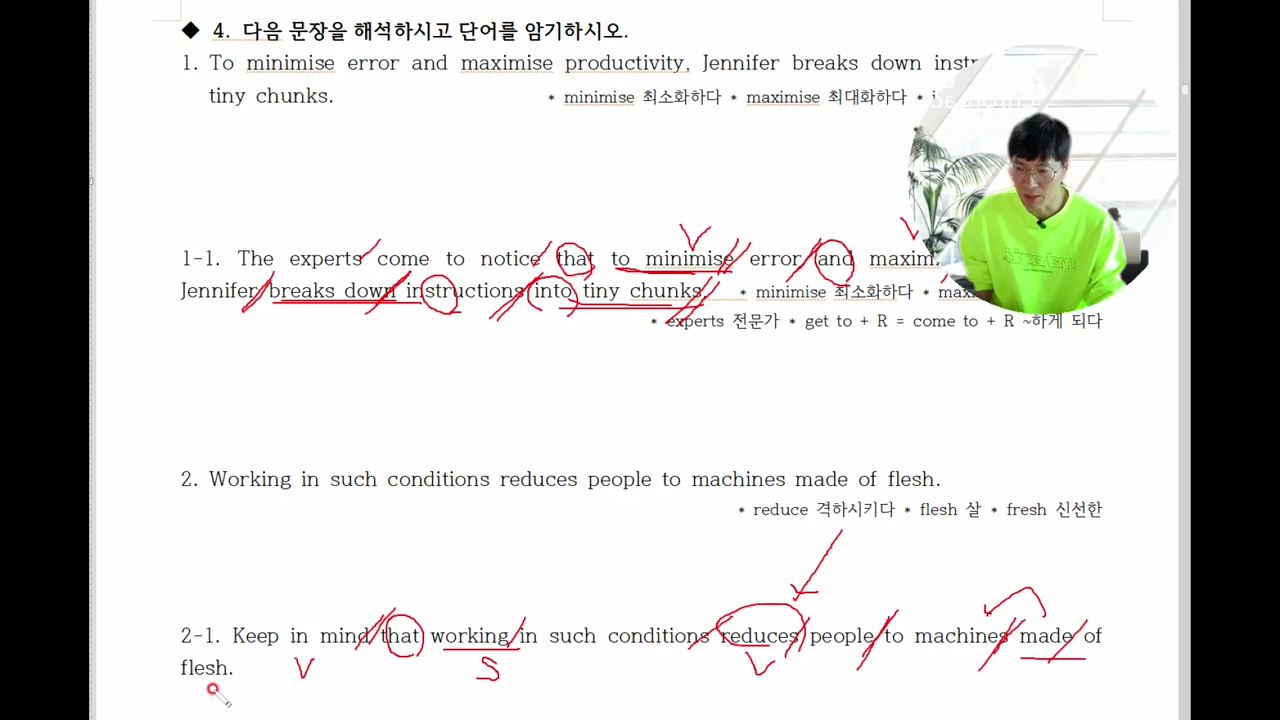 ◆ 4. 다음 문장을 해석하시고 단어를 암기하시오.
1. To minimise error and maximise productivity, Jennifer breaks down
tiny chunks. * minimise 최소화하다 * maximise 최대화하다 *
1-1. The experts come to notice that to minimise error and
Jennifer breaks down instructions into tiny chunks. * minimise 최소화하다 *
* experts 전문가 * get to + R = come to + R ~하게 되다
2. Working in such conditions reduces people to machines made of flesh.
* reduce 격하시키다 * flesh 살 * fresh 신선한
2-1. Keep in mind that working in such conditions reduces people to machines made of
flesh.
V
V
V
S
V